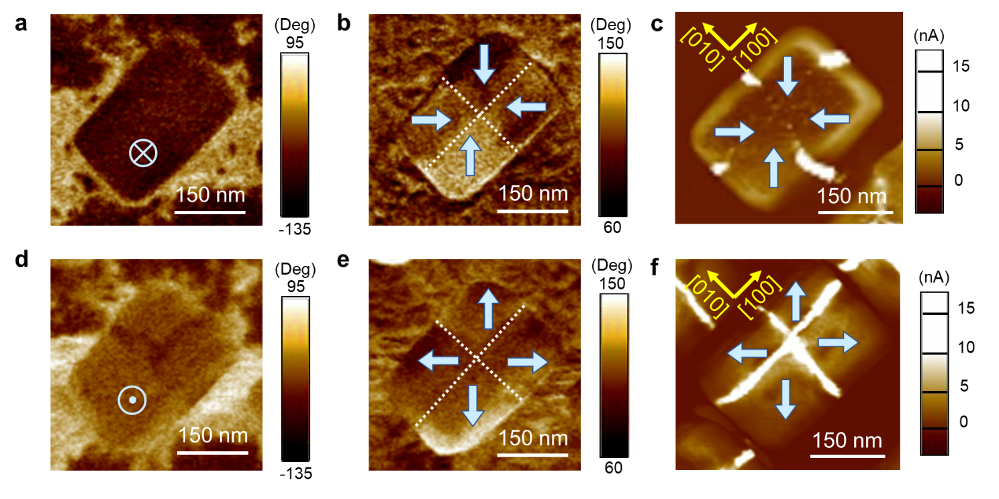 a
(Deg)
95
-135
150 nm
b
(Deg)
150
60
150 nm
c
[010]
[100]
(nA)
15
10
5
0
150 nm
d
(Deg)
95
-135
150 nm
e
(Deg)
150
60
150 nm
f
[010]
[100]
(nA)
15
10
5
0
150 nm